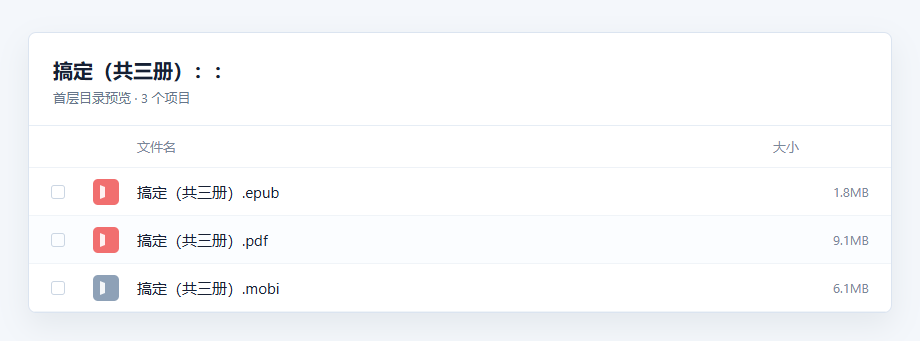 搞定（共三册）：：
首层目录预览 · 3 个项目
文件名 大小
搞定（共三册）.epub 1.8MB
搞定（共三册）.pdf 9.1MB
搞定（共三册）.mobi 6.1MB